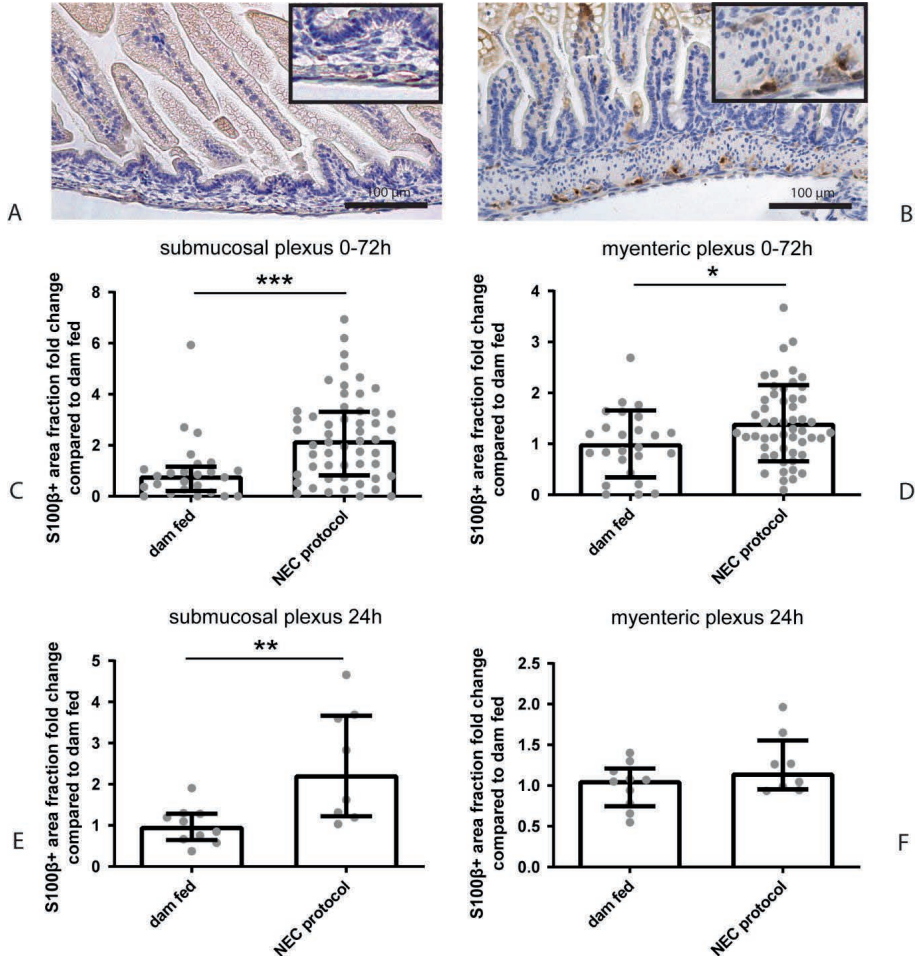 100 µm
100 µm
A
B
submucosal plexus 0-72h
myenteric plexus 0-72h
S100β+ area fraction fold change
compared to dam fed
8
6
4
2
0
***
dam fed
NEC protocol
C
S100β+ area fraction fold change
compared to dam fed
4
3
2
1
0
*
dam fed
NEC protocol
D
submucosal plexus 24h
myenteric plexus 24h
S100β+ area fraction fold change
compared to dam fed
5
4
3
2
1
0
**
dam fed
NEC protocol
E
S100β+ area fraction fold change
compared to dam fed
2.5
2.0
1.5
1.0
0.5
0.0
dam fed
NEC protocol
F